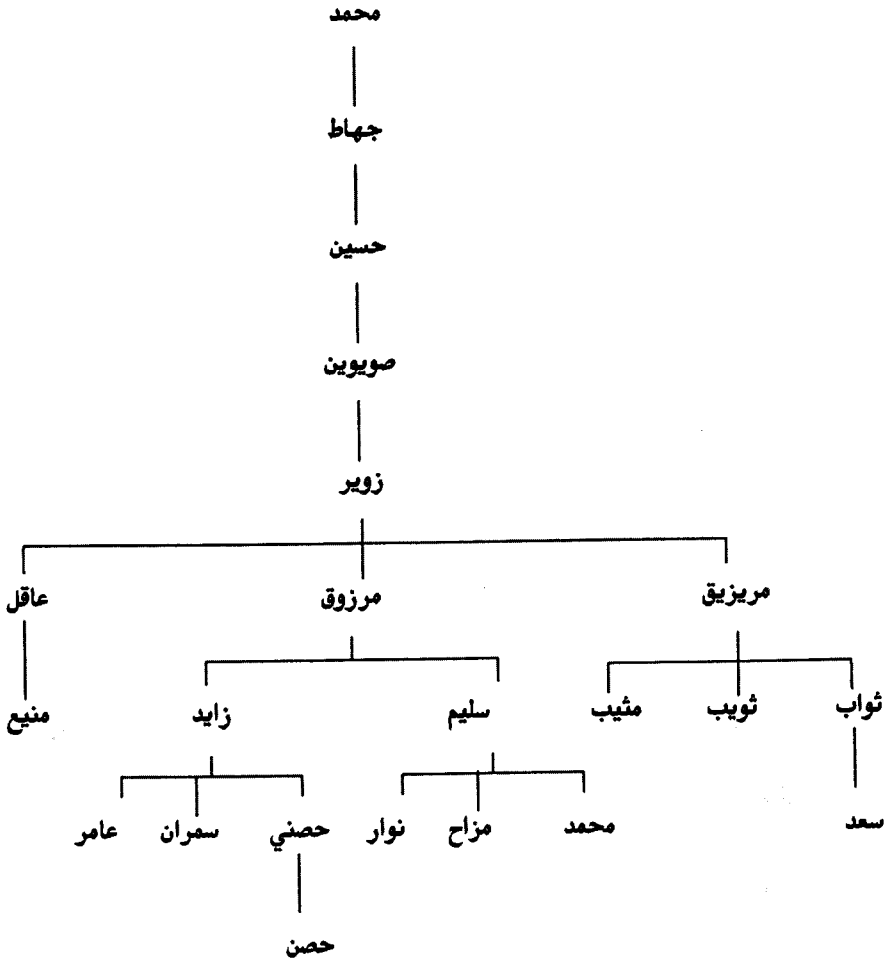 محمد
جهاط
حسين
صويوين
زوير
مريزيق مرزوق عاقل
ثواب ثويب مثيب سليم زايد منيع
سعد محمد مزاح نوار حصني سمران عامر
حصن